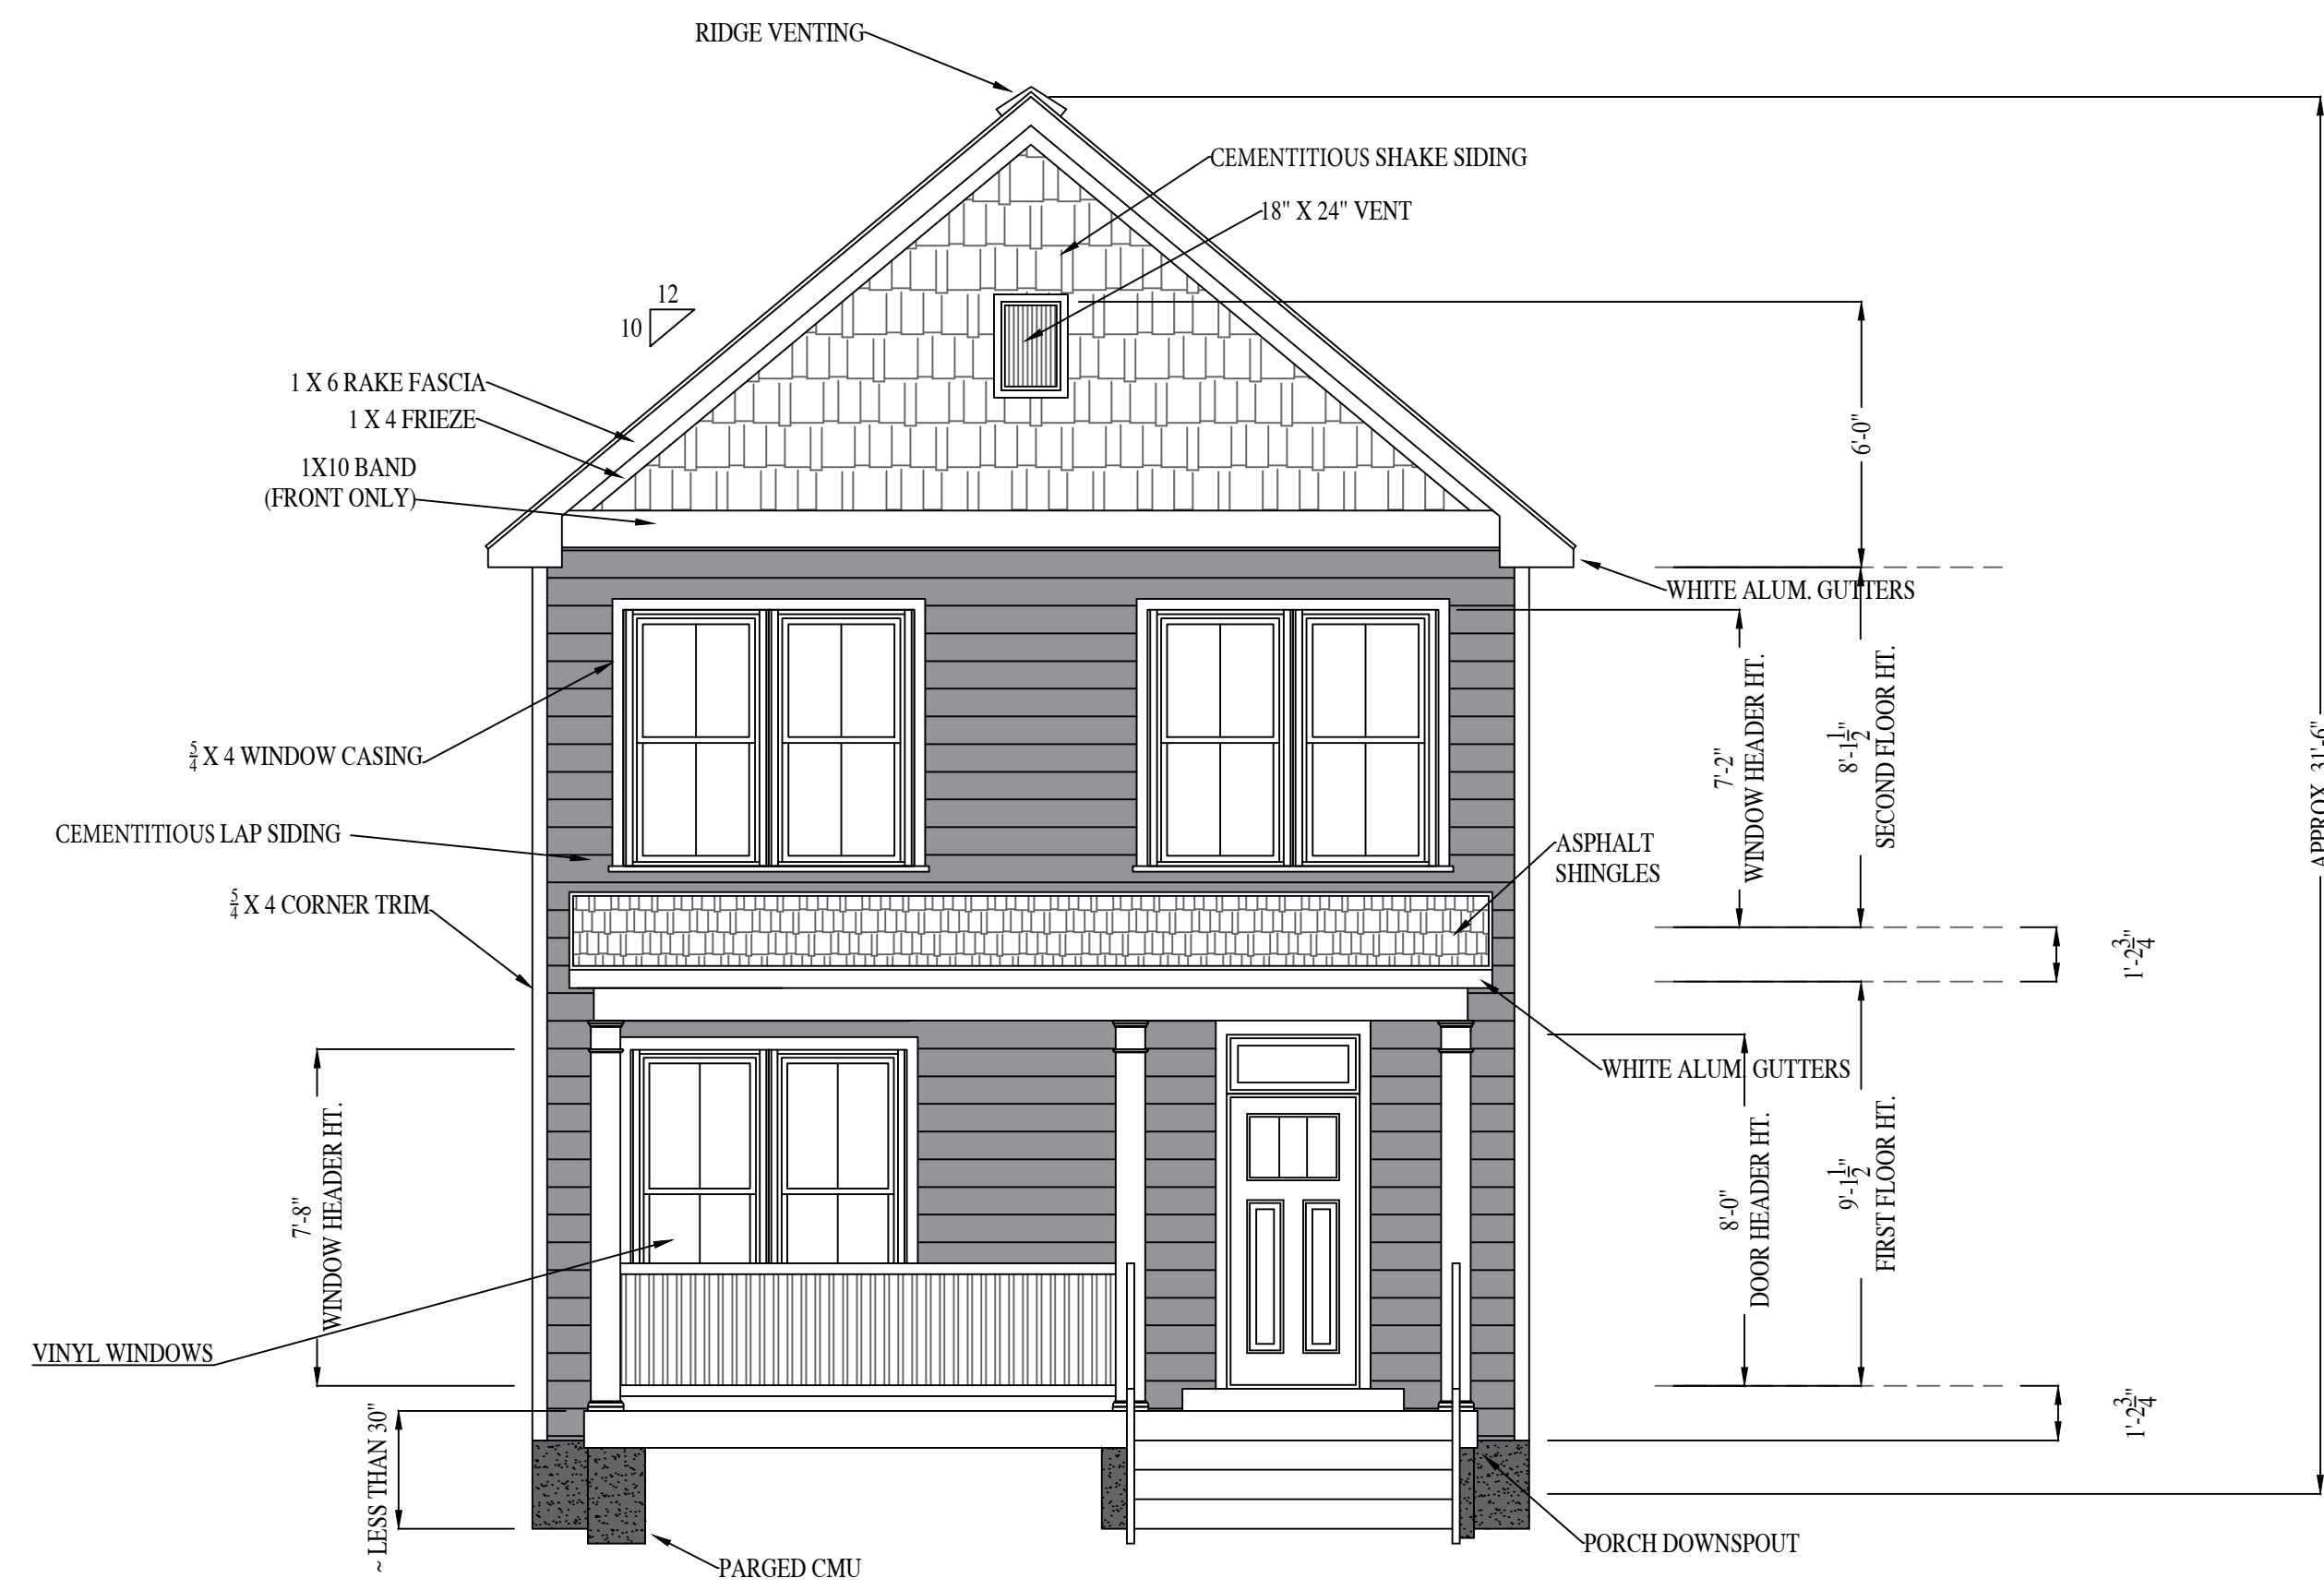 RIDGE VENTING
CEMENTITIOUS SHAKE SIDING
18" X 24" VENT
12
10
1 X 6 RAKE FASCIA
1 X 4 FRIEZE
1X10 BAND
(FRONT ONLY)
6'-0"
WHITE ALUM. GUTTERS
5/4 X 4 WINDOW CASING
7'-2"
WINDOW HEADER HT.
8'-1 1/2"
SECOND FLOOR HT.
APPROX. 31'-6"
CEMENTITIOUS LAP SIDING
ASPHALT
SHINGLES
5/4 X 4 CORNER TRIM
1'-2 3/4"
WHITE ALUM. GUTTERS
7'-8"
WINDOW HEADER HT.
8'-0"
DOOR HEADER HT.
9'-1 1/2"
FIRST FLOOR HT.
VINYL WINDOWS
1'-2 3/4"
~ LESS THAN 30"
PORCH DOWNSPOUT
PARGED CMU